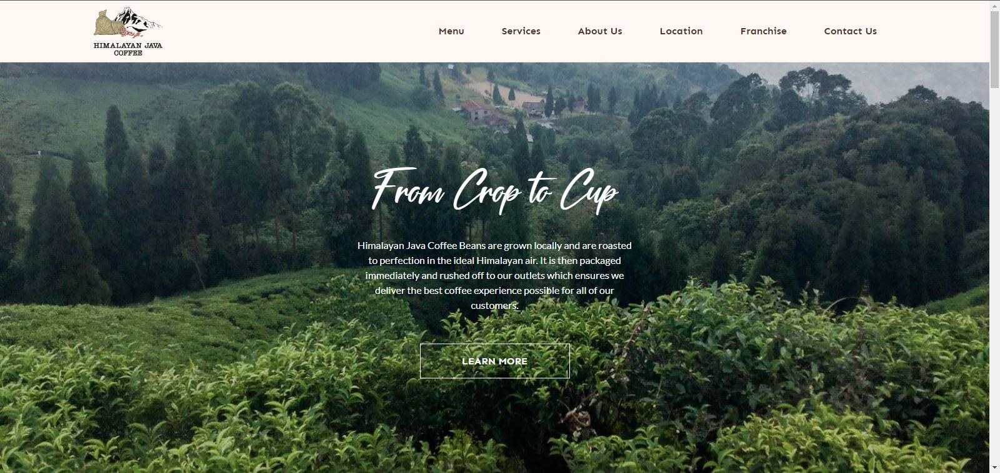 HIMALAYAN JAVA
COFFEE
Menu Services About Us Location Franchise Contact Us
From Crop to Cup
Himalayan Java Coffee Beans are grown locally and are roasted
to perfection in the ideal Himalayan air. It is then packaged
immediately and rushed off to our outlets which ensures we
deliver the best coffee experience possible for all of our
customers.
LEARN MORE